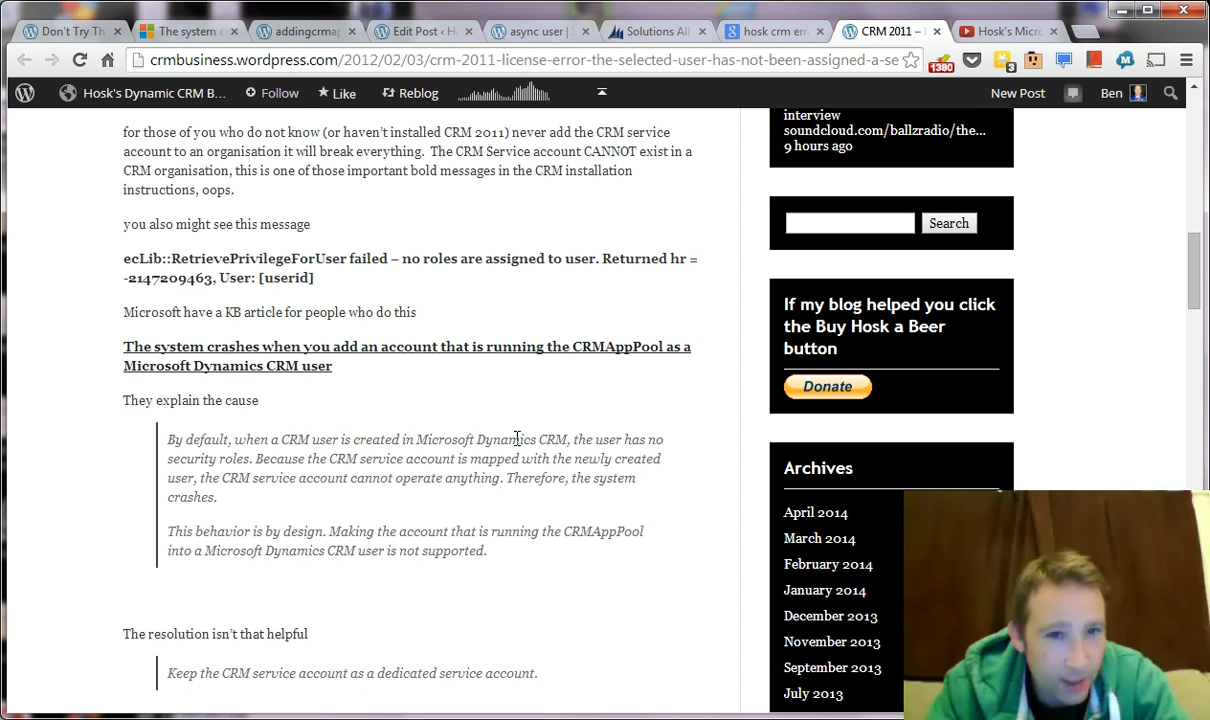 Don't Try Th
The system c
addingcrmap
Edit Post ‹ H
async user | S
Solutions All
hosk crm err
CRM 2011 –
Hosk's Micro
crmbusiness.wordpress.com/2012/02/03/crm-2011-license-error-the-selected-user-has-not-been-assigned-a-se
1380
3
Hosk's Dynamic CRM B...
Follow
Like
Reblog
New Post
Ben
for those of you who do not know (or haven't installed CRM 2011) never add the CRM service
account to an organisation it will break everything. The CRM Service account CANNOT exist in a
CRM organisation, this is one of those important bold messages in the CRM installation
instructions, oops.
you also might see this message
ecLib::RetrievePrivilegeForUser failed – no roles are assigned to user. Returned hr =
-2147209463, User: [userid]
Microsoft have a KB article for people who do this
The system crashes when you add an account that is running the CRMAppPool as a
Microsoft Dynamics CRM user
They explain the cause
By default, when a CRM user is created in Microsoft Dynamics CRM, the user has no
security roles. Because the CRM service account is mapped with the newly created
user, the CRM service account cannot operate anything. Therefore, the system
crashes.
This behavior is by design. Making the account that is running the CRMAppPool
into a Microsoft Dynamics CRM user is not supported.
The resolution isn't that helpful
Keep the CRM service account as a dedicated service account.
interview
soundcloud.com/ballzradio/the...
9 hours ago
Search
If my blog helped you click
the Buy Hosk a Beer
button
Donate
Archives
April 2014
March 2014
February 2014
January 2014
December 2013
November 2013
September 2013
July 2013